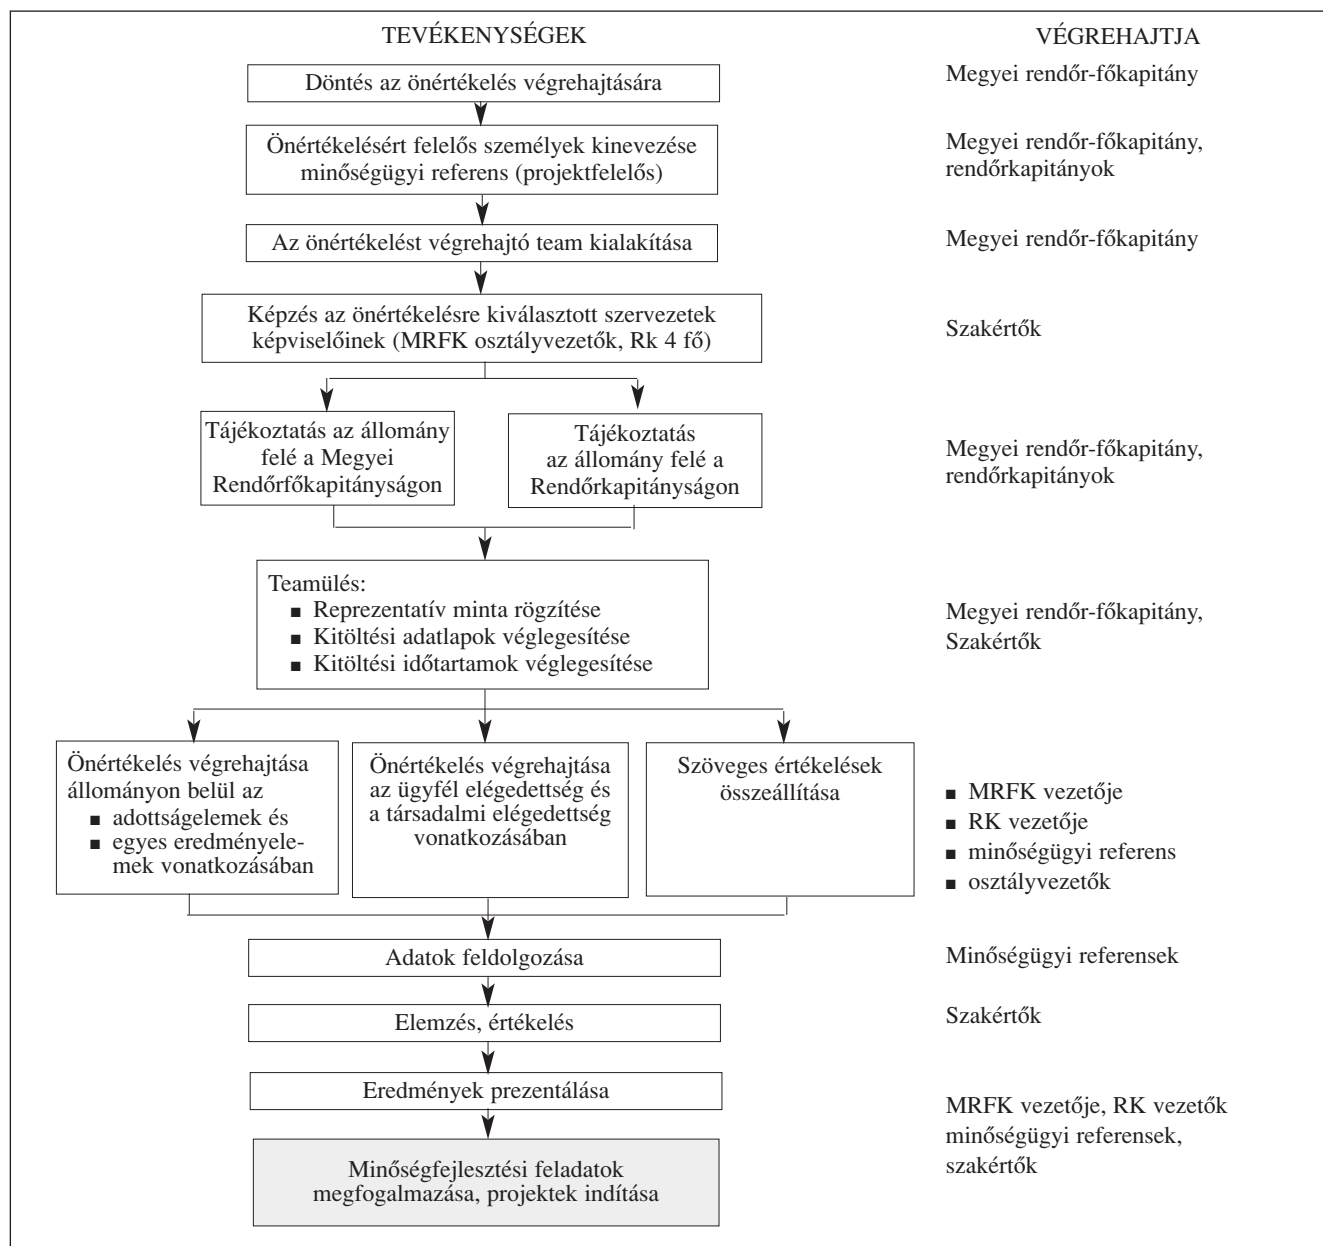 TEVÉKENYSÉGEK
VÉGREHAJTJA
Döntés az önértékelés végrehajtására
Megyei rendőr-főkapitány
Önértékelésért felelős személyek kinevezése
minőségügyi referens (projektfelelős)
Megyei rendőr-főkapitány,
rendőrkapitányok
Az önértékelést végrehajtó team kialakítása
Megyei rendőr-főkapitány
Képzés az önértékelésre kiválasztott szervezetek
képviselőinek (MRFK osztályvezetők, Rk 4 fő)
Szakértők
Tájékoztatás az állomány
felé a Megyei
Rendőrfőkapitányságon
Tájékoztatás
az állomány felé a
Rendőrkapitányságon
Megyei rendőr-főkapitány,
rendőrkapitányok
Teamülés:
■ Reprezentatív minta rögzítése
■ Kitöltési adatlapok véglegesítése
■ Kitöltési időtartamok véglegesítése
Megyei rendőr-főkapitány,
Szakértők
Önértékelés végrehajtása
állományon belül az
■ adottságelemek és
■ egyes eredményele-
mek vonatkozásában
Önértékelés végrehajtása
az ügyfél elégedettség és
a társadalmi elégedettség
vonatkozásában
Szöveges értékelések
összeállítása
■ MRFK vezetője
■ RK vezetője
■ minőségügyi referens
■ osztályvezetők
Adatok feldolgozása
Minőségügyi referensek
Elemzés, értékelés
Szakértők
Eredmények prezentálása
MRFK vezetője, RK vezetők
minőségügyi referensek,
szakértők
Minőségfejlesztési feladatok
megfogalmazása, projektek indítása